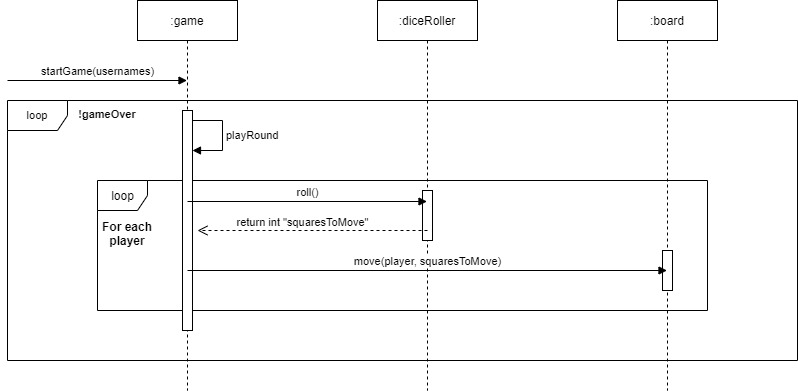 :game
:diceRoller
:board
startGame(usernames)
loop
!gameOver
playRound
loop
roll()
For each
player
return int "squaresToMove"
move(player, squaresToMove)